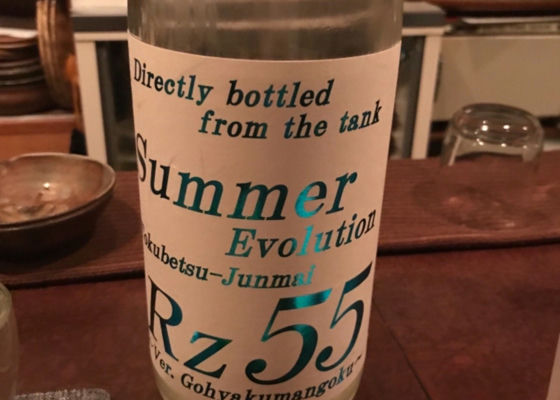 Directly bottled
from the tank
Summer
Evolution
okubetsu-Junmai
Rz55
~Ver. Gohyakumangoku~